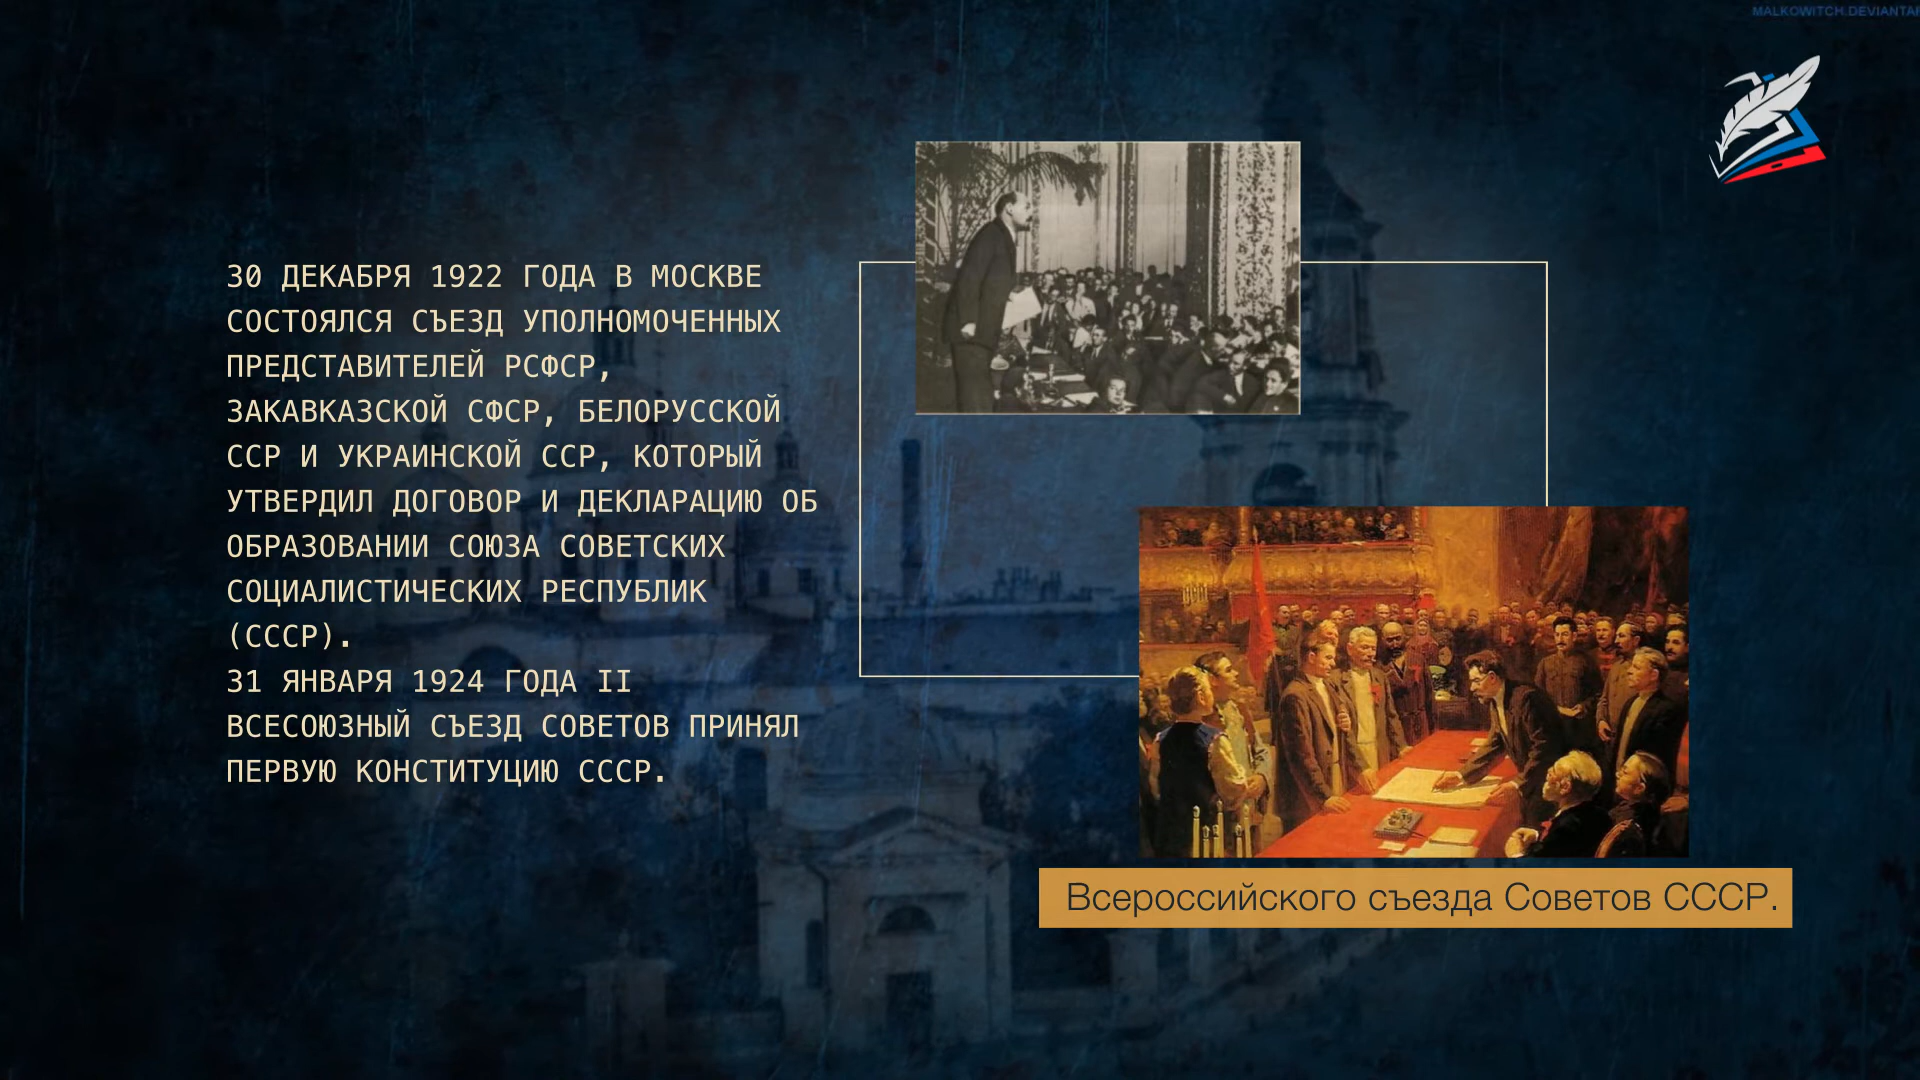 MALKOWITCH.DEVIANTAR
30 ДЕКАБРЯ 1922 ГОДА В МОСКВЕ
СОСТОЯЛСЯ СЪЕЗД УПОЛНОМОЧЕННЫХ
ПРЕДСТАВИТЕЛЕЙ РСФСР,
ЗАКАВКАЗСКОЙ СФСР, БЕЛОРУССКОЙ
ССР И УКРАИНСКОЙ ССР, КОТОРЫЙ
УТВЕРДИЛ ДОГОВОР И ДЕКЛАРАЦИЮ ОБ
ОБРАЗОВАНИИ СОЮЗА СОВЕТСКИХ
СОЦИАЛИСТИЧЕСКИХ РЕСПУБЛИК
(СССР).
31 ЯНВАРЯ 1924 ГОДА II
ВСЕСОЮЗНЫЙ СЪЕЗД СОВЕТОВ ПРИНЯЛ
ПЕРВУЮ КОНСТИТУЦИЮ СССР.
Всероссийского съезда Советов СССР.